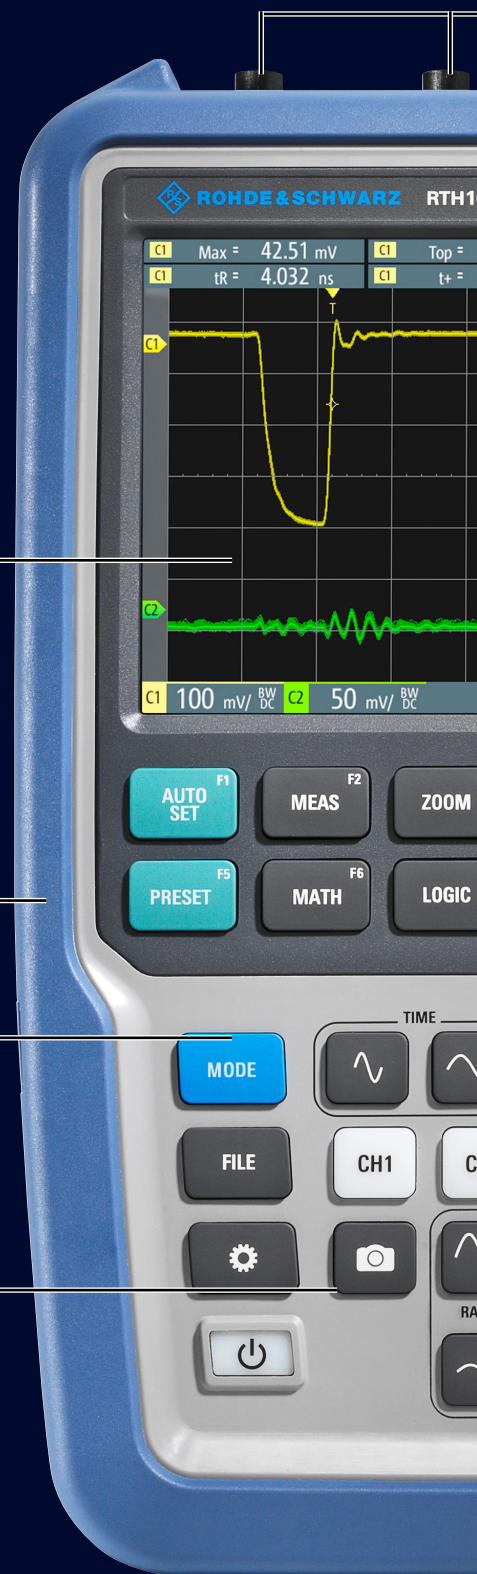 ROHDE & SCHWARZ RTH10
C1 Max = 42.51 mV C1 Top =
C1 tR = 4.032 ns C1 t+ =
T
C1
C2
C1 100 mV/ BW DC C2 50 mV/ BW DC
F1 F2
AUTO SET MEAS ZOOM
F5 F6
PRESET MATH LOGIC
TIME
MODE
FILE CH1 C
RA